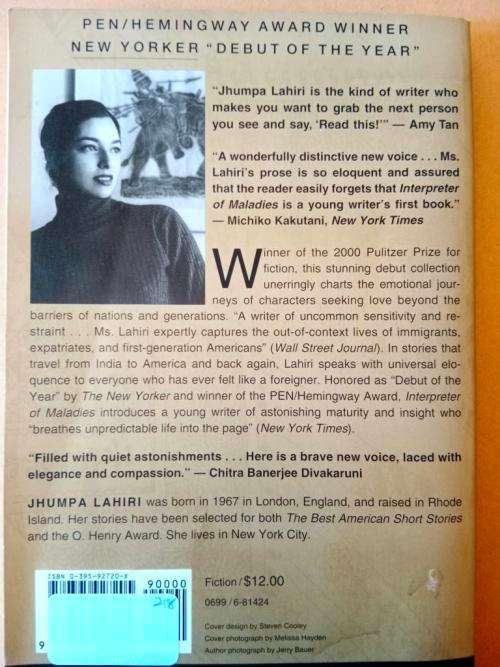 PEN/HEMINGWAY AWARD WINNER
NEW YORKER “DEBUT OF THE YEAR”
“Jhumpa Lahiri is the kind of writer who
makes you want to grab the next person
you see and say, ‘Read this!’” — Amy Tan
“A wonderfully distinctive new voice . . . Ms.
Lahiri’s prose is so eloquent and assured
that the reader easily forgets that Interpreter
of Maladies is a young writer’s first book.”
— Michiko Kakutani, New York Times
Winner of the 2000 Pulitzer Prize for
fiction, this stunning debut collection
unerringly charts the emotional jour-
neys of characters seeking love beyond the
barriers of nations and generations. “A writer of uncommon sensitivity and re-
straint . . . Ms. Lahiri expertly captures the out-of-context lives of immigrants,
expatriates, and first-generation Americans” (Wall Street Journal). In stories that
travel from India to America and back again, Lahiri speaks with universal elo-
quence to everyone who has ever felt like a foreigner. Honored as “Debut of the
Year” by The New Yorker and winner of the PEN/Hemingway Award, Interpreter
of Maladies introduces a young writer of astonishing maturity and insight who
“breathes unpredictable life into the page” (New York Times).
“Filled with quiet astonishments . . . Here is a brave new voice, laced with
elegance and compassion.” — Chitra Banerjee Divakaruni
JHUMPA LAHIRI was born in 1967 in London, England, and raised in Rhode
Island. Her stories have been selected for both The Best American Short Stories
and the O. Henry Award. She lives in New York City.
ISBN 0-395-92720-X
90000
218
9
Fiction / $12.00
0699 / 6-81424
Cover design by Steven Cooley
Cover photograph by Melissa Hayden
Author photograph by Jerry Bauer